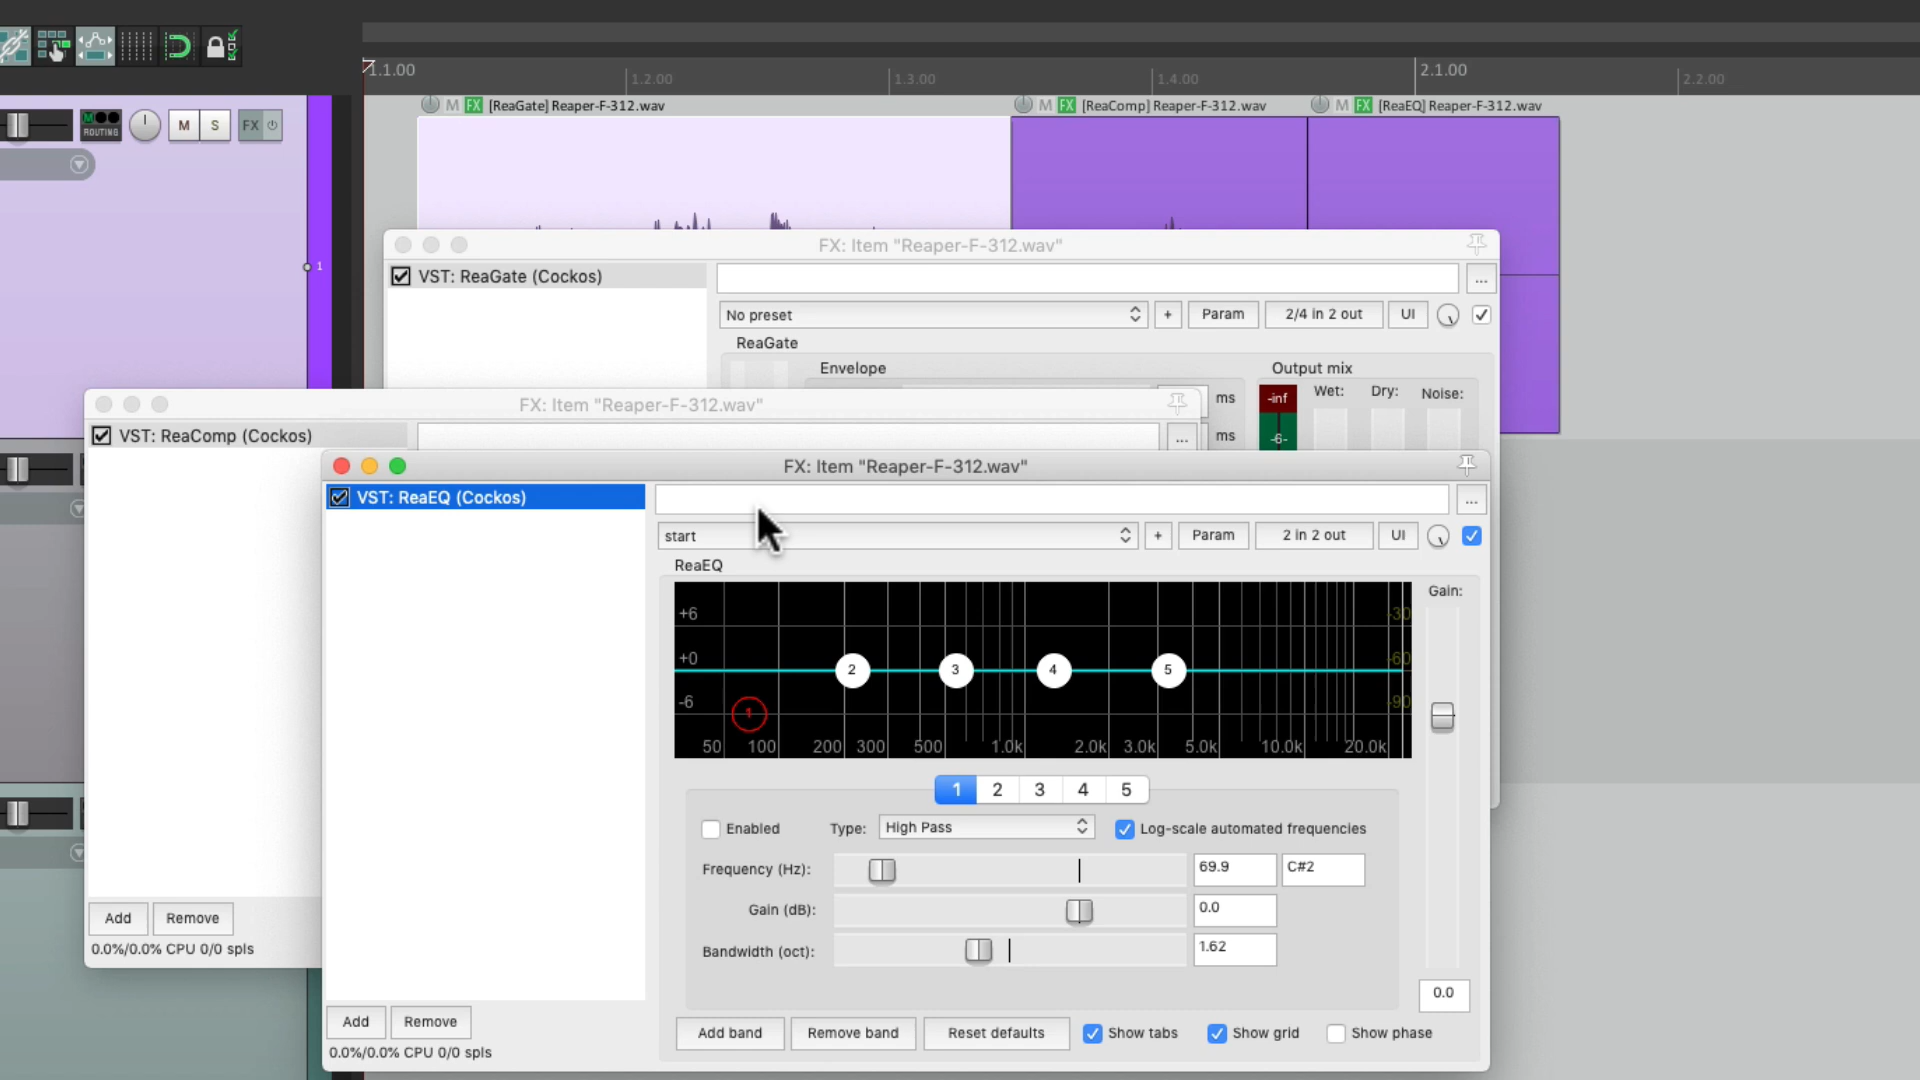 1.1.00
1.2.00
1.3.00
1.4.00
2.1.00
2.2.00
M FX [ReaGate] Reaper-F-312.wav
M FX [ReaComp] Reaper-F-312.wav
M FX [ReaEQ] Reaper-F-312.wav
M
ROUTING
M S FX
1
FX: Item "Reaper-F-312.wav"
VST: ReaGate (Cockos)
...
No preset
+
Param
2/4 in 2 out
UI
ReaGate
Envelope
Output mix
ms
-inf
Wet:
Dry:
Noise:
ms
-6-
FX: Item "Reaper-F-312.wav"
VST: ReaComp (Cockos)
...
Add
Remove
0.0%/0.0% CPU 0/0 spls
FX: Item "Reaper-F-312.wav"
VST: ReaEQ (Cockos)
...
start
+
Param
2 in 2 out
UI
ReaEQ
Gain:
+6
-30
+0
2
3
4
5
-60
-6
1
-90
50 100 200 300 500 1.0k 2.0k 3.0k 5.0k 10.0k 20.0k
1 2 3 4 5
Enabled
Type:
High Pass
Log-scale automated frequencies
Frequency (Hz):
69.9
C#2
Gain (dB):
0.0
Bandwidth (oct):
1.62
0.0
Add band
Remove band
Reset defaults
Show tabs
Show grid
Show phase
Add
Remove
0.0%/0.0% CPU 0/0 spls